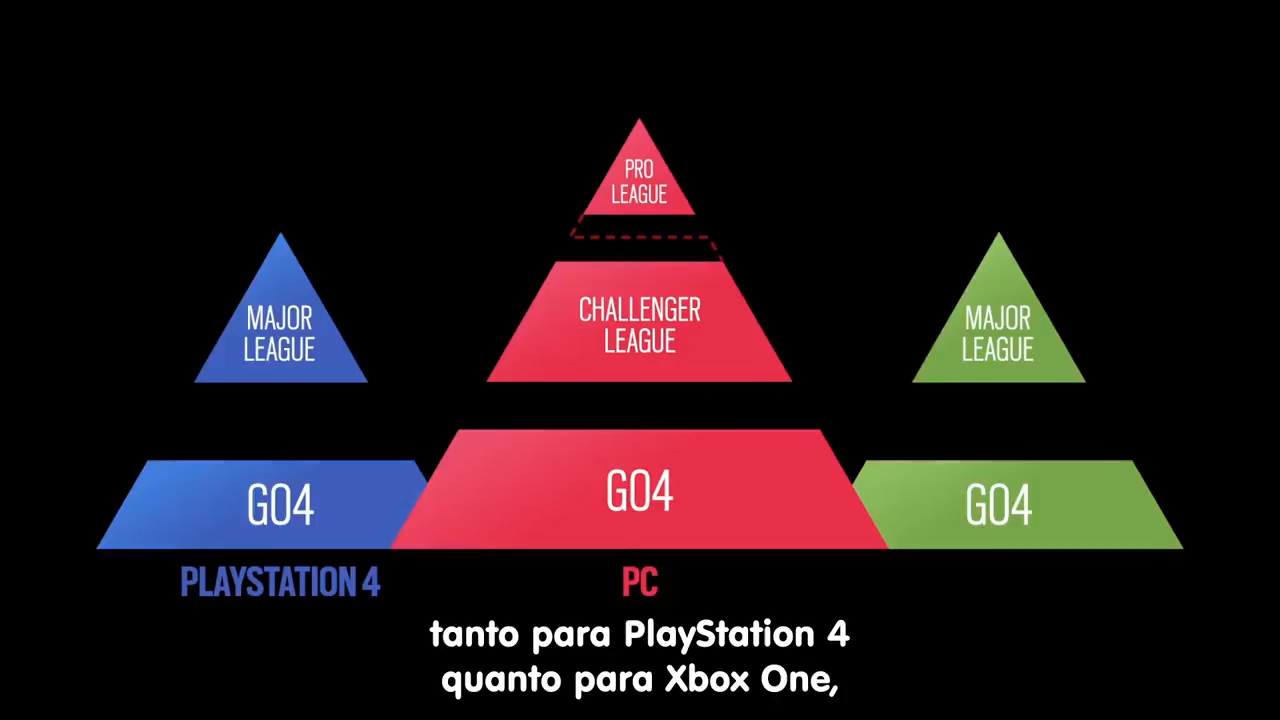 PRO
LEAGUE
MAJOR
LEAGUE
CHALLENGER
LEAGUE
MAJOR
LEAGUE
GO4
GO4
GO4
PLAYSTATION 4
PC
tanto para PlayStation 4
quanto para Xbox One,